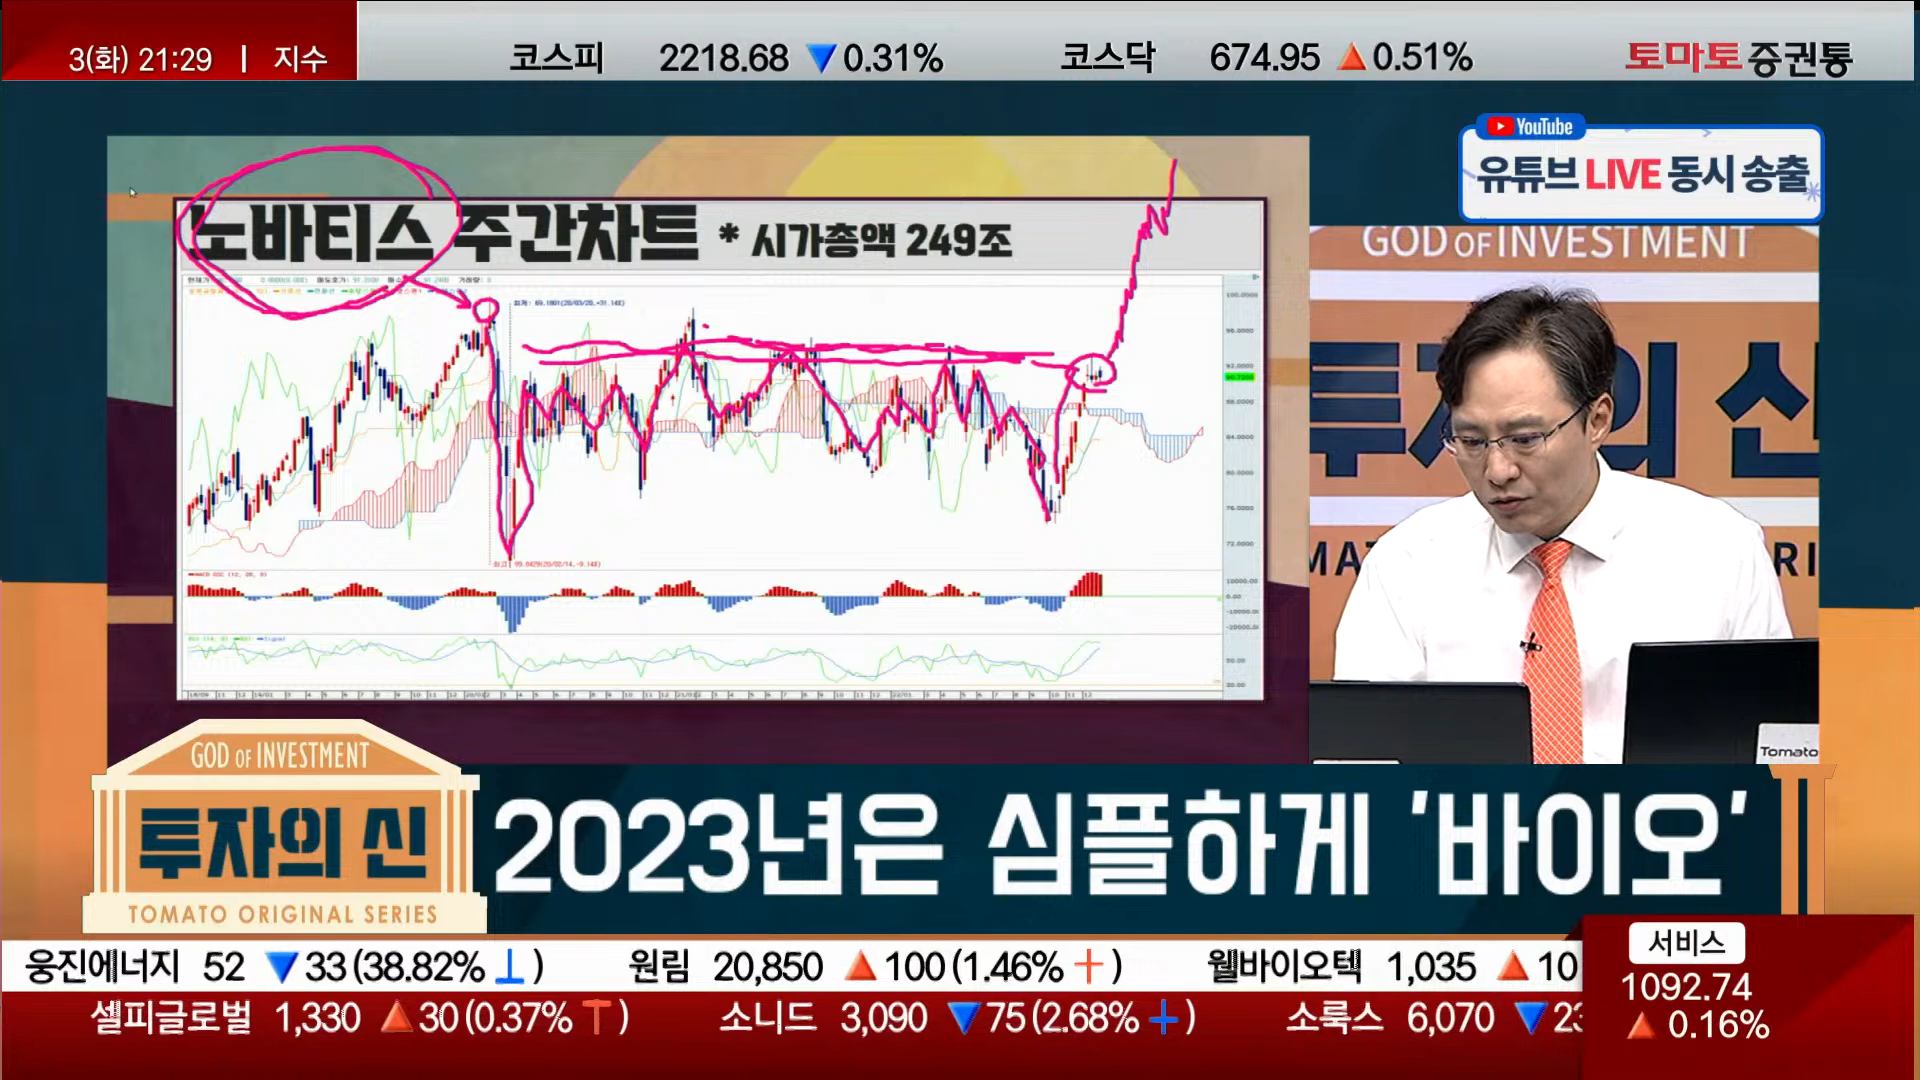 3(화) 21:29 | 지수
코스피 2218.68 ▼0.31%
코스닥 674.95 ▲0.51%
토마토증권통
YouTube
유튜브 LIVE 동시 송출
노바티스 주간차트 * 시가총액 249조
GOD OF INVESTMENT
투자의 신
Tomato
GOD OF INVESTMENT
투자의 신
TOMATO ORIGINAL SERIES
2023년은 심플하게 '바이오'
웅진에너지 52 ▼33(38.82%⊥) 원림 20,850 ▲100(1.46%+) 웰바이오텍 1,035 ▲10
셀피글로벌 1,330 ▲30(0.37%T) 소니드 3,090 ▼75(2.68%+) 소룩스 6,070 ▼23
서비스
1092.74
▲ 0.16%